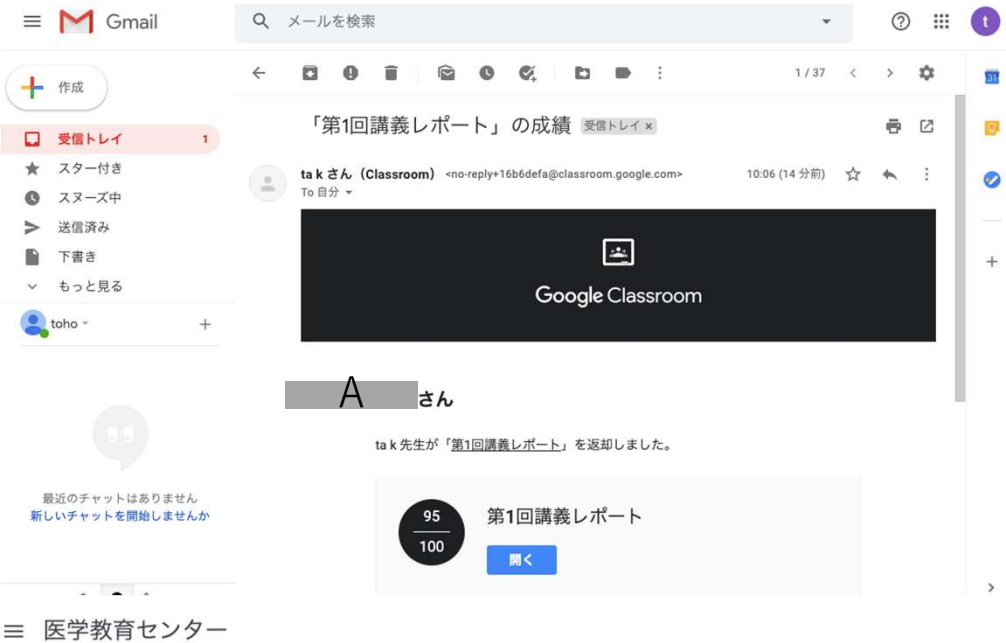 Gmail
メールを検索
t
作成
1 / 37
31
受信トレイ 1
スター付き
スヌーズ中
送信済み
下書き
もっと見る
toho
最近のチャットはありません
新しいチャットを開始しませんか
「第1回講義レポート」の成績 受信トレイ ×
ta k さん（Classroom） <no-reply+16b6defa@classroom.google.com> 10:06 (14 分前)
To 自分
Google Classroom
A さん
ta k 先生が「第1回講義レポート」を返却しました。
95
100
第1回講義レポート
開く
医学教育センター